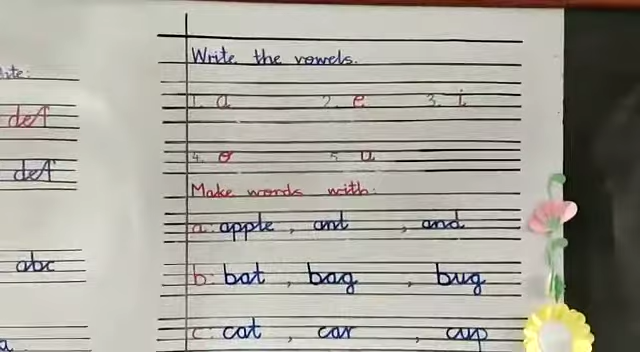 Write the vowels.
1. a 2. e 3. i
4. o 5. u
Make words with:
a: apple, ant, and
b: bat, bag, bug
c: cat, car, cup
def
def
abc
a